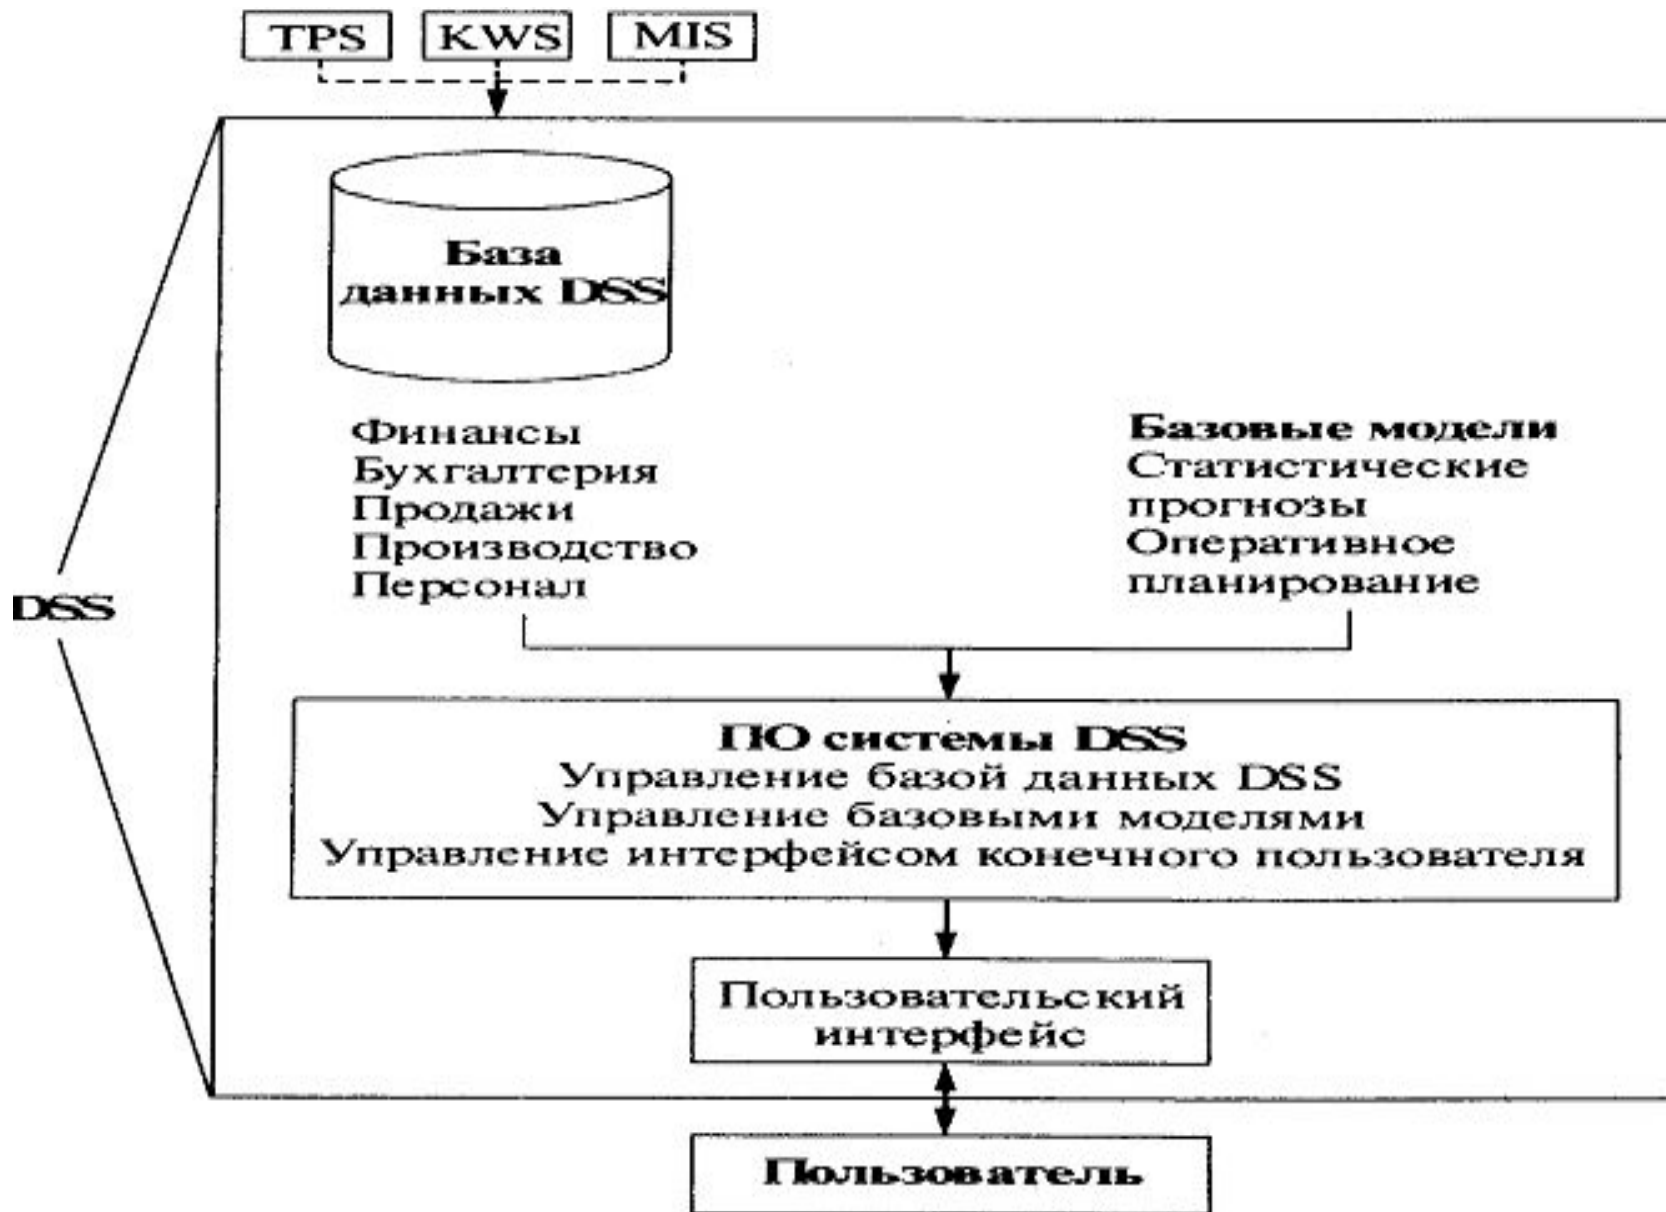 TPS KWS MIS
База
данных DSS
Финансы
Бухгалтерия
Продажи
Производство
Персонал
Базовые модели
Статистические
прогнозы
Оперативное
планирование
DSS
ПО системы DSS
Управление базой данных DSS
Управление базовыми моделями
Управление интерфейсом конечного пользователя
Пользовательский
интерфейс
Пользователь